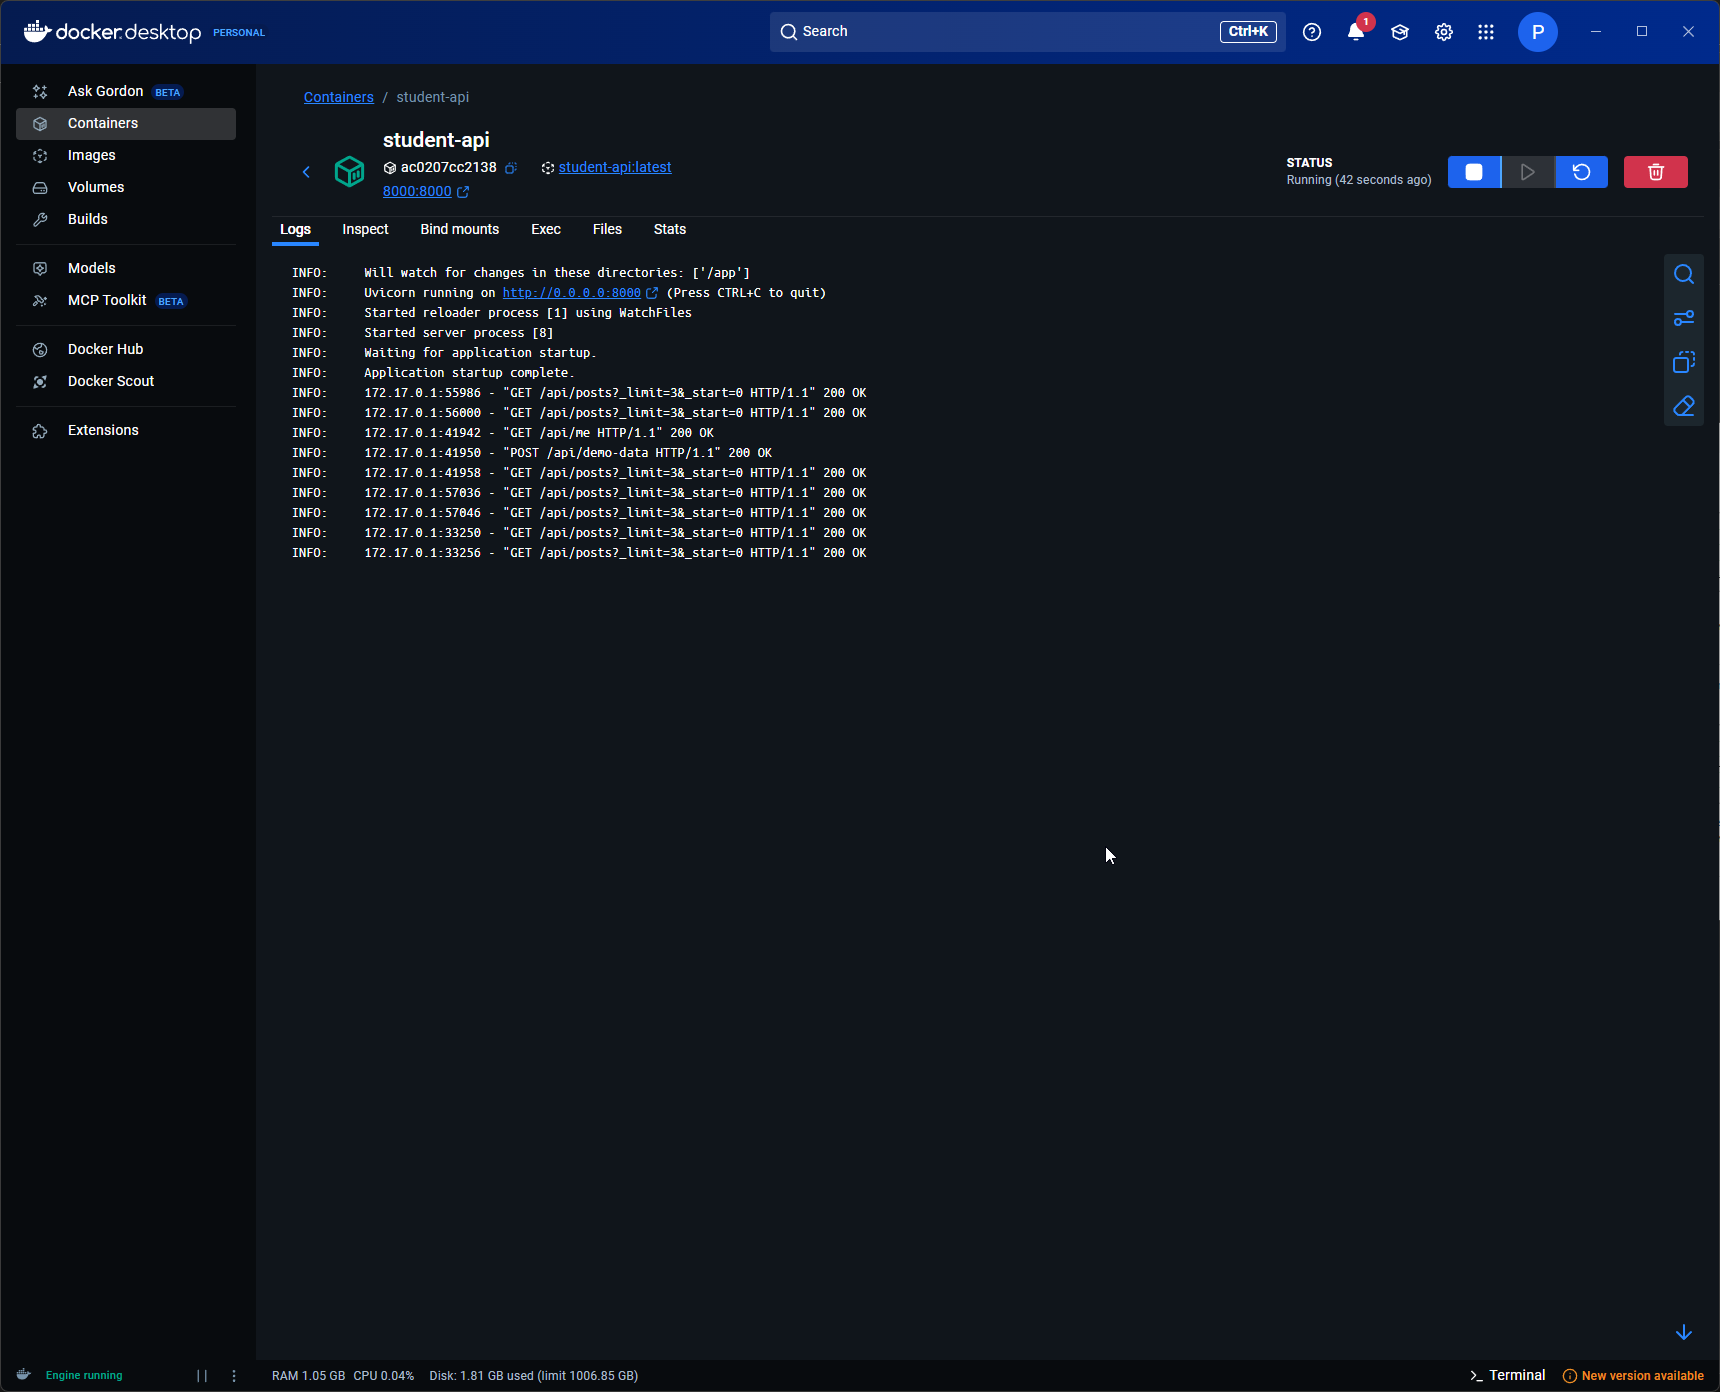 docker.desktop PERSONAL
Search
Ctrl+K
1
P
Ask Gordon BETA
Containers
Images
Volumes
Builds
Models
MCP Toolkit BETA
Docker Hub
Docker Scout
Extensions
Containers / student-api
student-api
ac0207cc2138 student-api:latest
8000:8000
STATUS
Running (42 seconds ago)
Logs Inspect Bind mounts Exec Files Stats
INFO: Will watch for changes in these directories: ['/app']
INFO: Uvicorn running on http://0.0.0.0:8000 (Press CTRL+C to quit)
INFO: Started reloader process [1] using WatchFiles
INFO: Started server process [8]
INFO: Waiting for application startup.
INFO: Application startup complete.
INFO: 172.17.0.1:55986 - "GET /api/posts?_limit=3&_start=0 HTTP/1.1" 200 OK
INFO: 172.17.0.1:56000 - "GET /api/posts?_limit=3&_start=0 HTTP/1.1" 200 OK
INFO: 172.17.0.1:41942 - "GET /api/me HTTP/1.1" 200 OK
INFO: 172.17.0.1:41950 - "POST /api/demo-data HTTP/1.1" 200 OK
INFO: 172.17.0.1:41958 - "GET /api/posts?_limit=3&_start=0 HTTP/1.1" 200 OK
INFO: 172.17.0.1:57036 - "GET /api/posts?_limit=3&_start=0 HTTP/1.1" 200 OK
INFO: 172.17.0.1:57046 - "GET /api/posts?_limit=3&_start=0 HTTP/1.1" 200 OK
INFO: 172.17.0.1:33250 - "GET /api/posts?_limit=3&_start=0 HTTP/1.1" 200 OK
INFO: 172.17.0.1:33256 - "GET /api/posts?_limit=3&_start=0 HTTP/1.1" 200 OK
Engine running
RAM 1.05 GB CPU 0.04% Disk: 1.81 GB used (limit 1006.85 GB)
Terminal
New version available